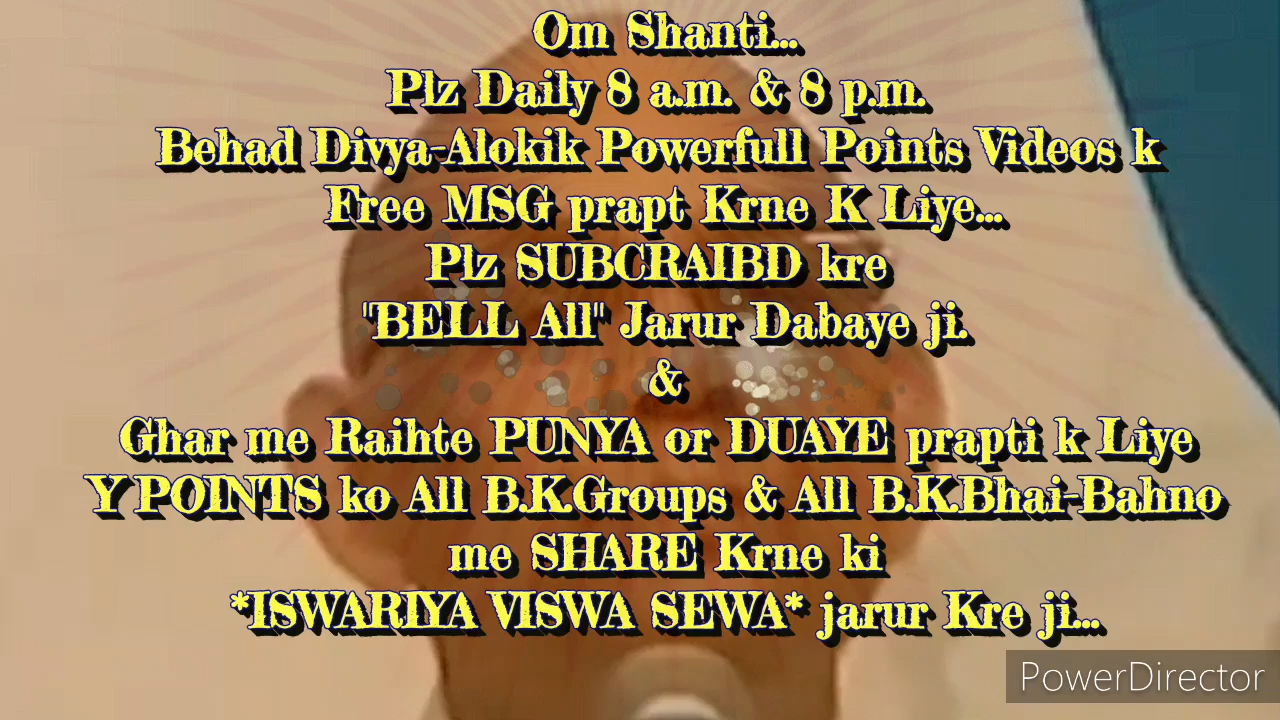 Om Shanti...
Plz Daily 8 a.m. & 8 p.m.
Behad Divya-Alokik Powerfull Points Videos k
Free MSG prapt Krne K Liye...
Plz SUBCRAIBD kre
"BELL All" Jarur Dabaye ji.
&
Ghar me Raihte PUNYA or DUAYE prapti k Liye
Y POINTS ko All B.K.Groups & All B.K.Bhai-Bahno
me SHARE Krne ki
*ISWARIYA VISWA SEWA* jarur Kre ji...
PowerDirector